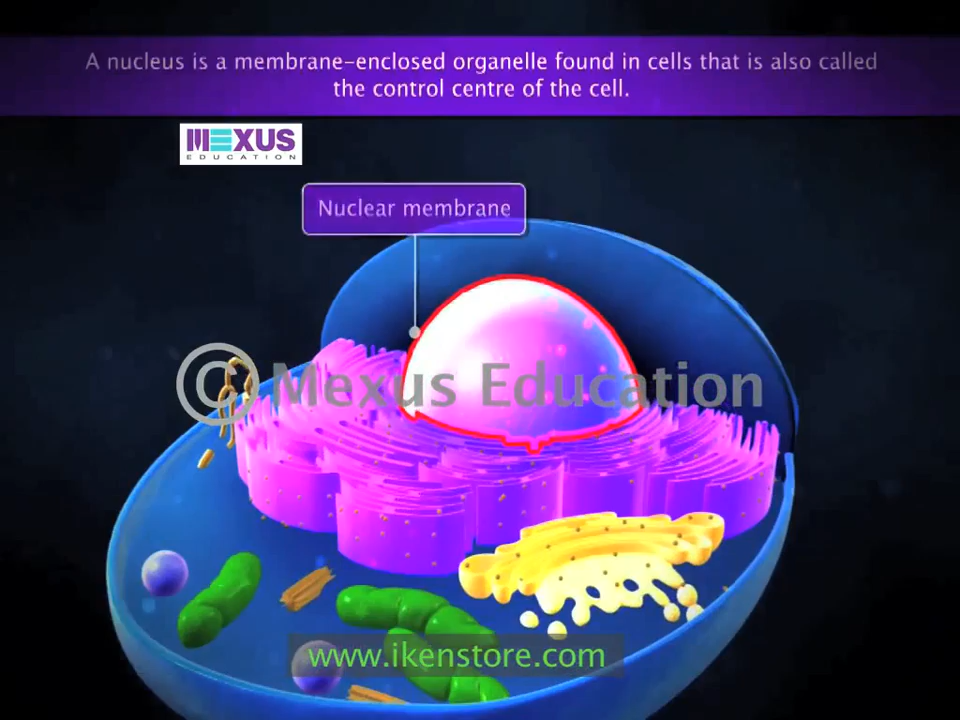 A nucleus is a membrane-enclosed organelle found in cells that is also called
the control centre of the cell.
MEXUS
EDUCATION
Nuclear membrane
© Mexus Education
www.ikenstore.com